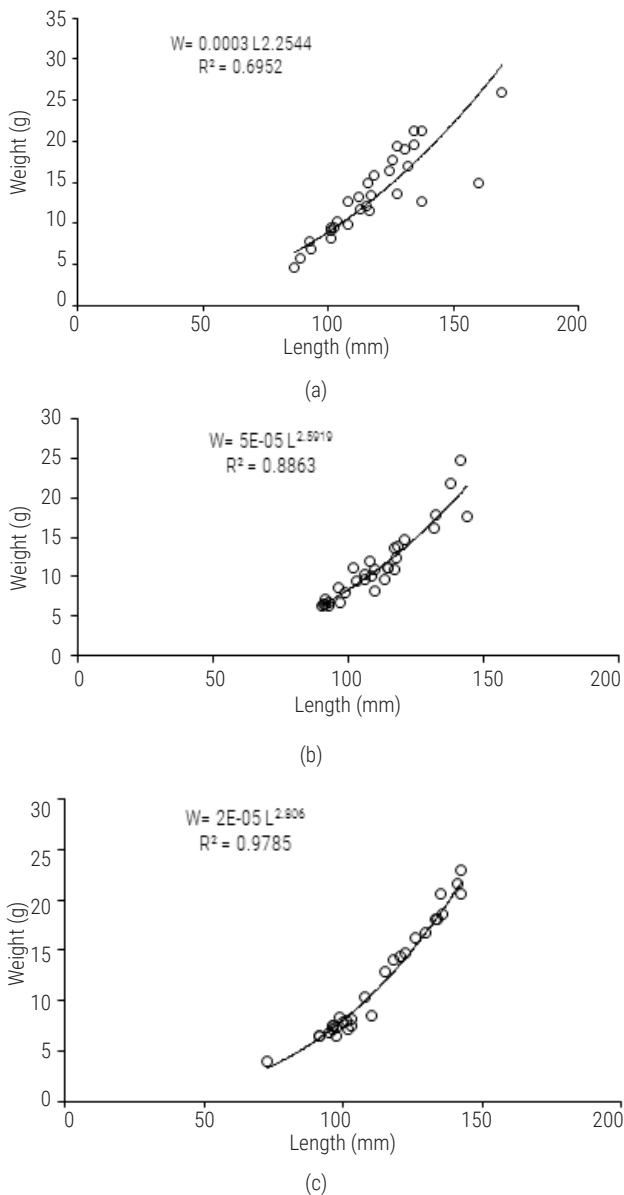 35
W= 0.0003 L2.2544
R² = 0.6952
30
25
20
15
10
5
0
Weight (g)
0 50 100 150 200
Length (mm)
(a)
30
W= 5E-05 L^2.5919
R² = 0.8863
25
20
15
10
5
0
Weight (g)
0 50 100 150 200
Length (mm)
(b)
30
W= 2E-05 L^2.806
R² = 0.9785
25
20
15
10
5
0
Weight (g)
0 50 100 150 200
Length (mm)
(c)